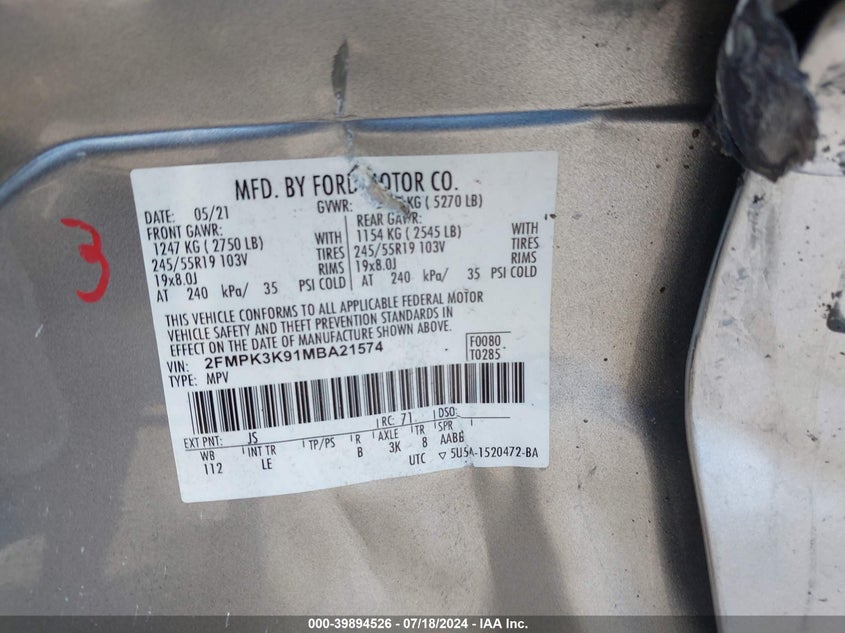 MFD. BY FORD MOTOR CO.
DATE: 05/21 GVWR: KG ( 5270 LB)
FRONT GAWR: REAR GAWR:
1247 KG ( 2750 LB) WITH 1154 KG ( 2545 LB) WITH
245/55R19 103V TIRES 245/55R19 103V TIRES
19x8.0J RIMS 19x8.0J RIMS
AT 240 kPa/ 35 PSI COLD AT 240 kPa/ 35 PSI COLD
THIS VEHICLE CONFORMS TO ALL APPLICABLE FEDERAL MOTOR
VEHICLE SAFETY AND THEFT PREVENTION STANDARDS IN
EFFECT ON THE DATE OF MANUFACTURE SHOWN ABOVE.
VIN: 2FMPK3K91MBA21574 F0080
TYPE: MPV T0285
EXT PNT: JS RC: 71 DSO:
WB INT TR TP/PS R AXLE TR SPR
112 LE B 3K 8 AABB
UTC ▽ 5U5A-1520472-BA
3
000-39894526 - 07/18/2024 - IAA Inc.